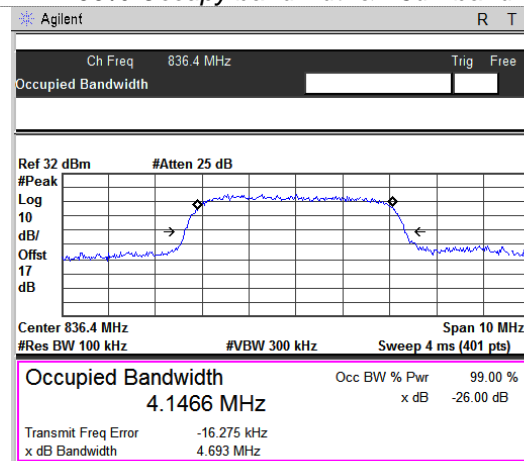 Agilent R T
Ch Freq 836.4 MHz Trig Free
Occupied Bandwidth
Ref 32 dBm #Atten 25 dB
#Peak
Log
10
dB/
Offst
17
dB
Center 836.4 MHz Span 10 MHz
#Res BW 100 kHz #VBW 300 kHz Sweep 4 ms (401 pts)
Occupied Bandwidth Occ BW % Pwr 99.00 %
4.1466 MHz x dB -26.00 dB
Transmit Freq Error -16.275 kHz
x dB Bandwidth 4.693 MHz